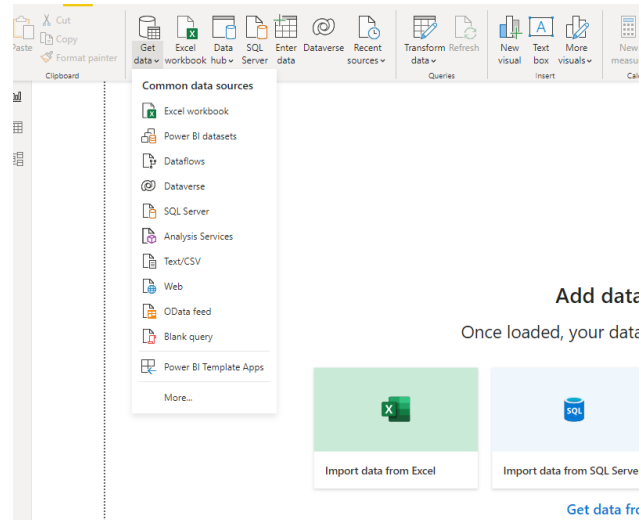 Cut
Copy
Paste
Format painter
Clipboard
Get data
Excel workbook
Data hub
SQL Server
Enter data
Dataverse
Recent sources
Transform data
Refresh
Queries
New visual
Text box
More visuals
Insert
New
Common data sources
Excel workbook
Power BI datasets
Dataflows
Dataverse
SQL Server
Analysis Services
Text/CSV
Web
OData feed
Blank query
Power BI Template Apps
More...
Add data
Once loaded, your data
SQL
Import data from Excel
Import data from SQL Serve
Get data fro